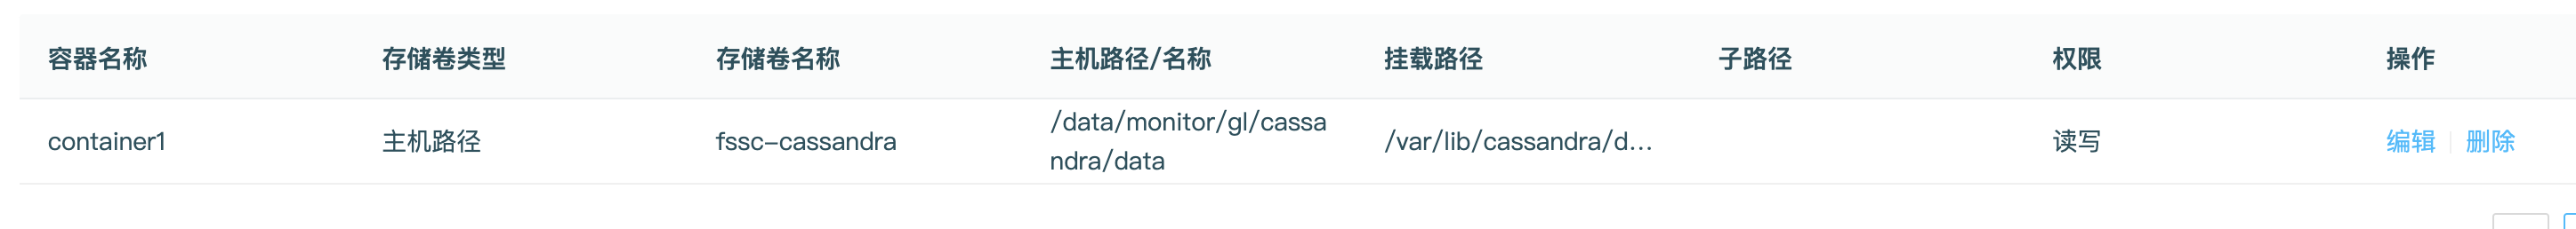 容器名称 存储卷类型 存储卷名称 主机路径/名称 挂载路径 子路径 权限 操作
container1 主机路径 fssc-cassandra /data/monitor/gl/cassa /var/lib/cassandra/d... 读写 编辑 删除
ndra/data